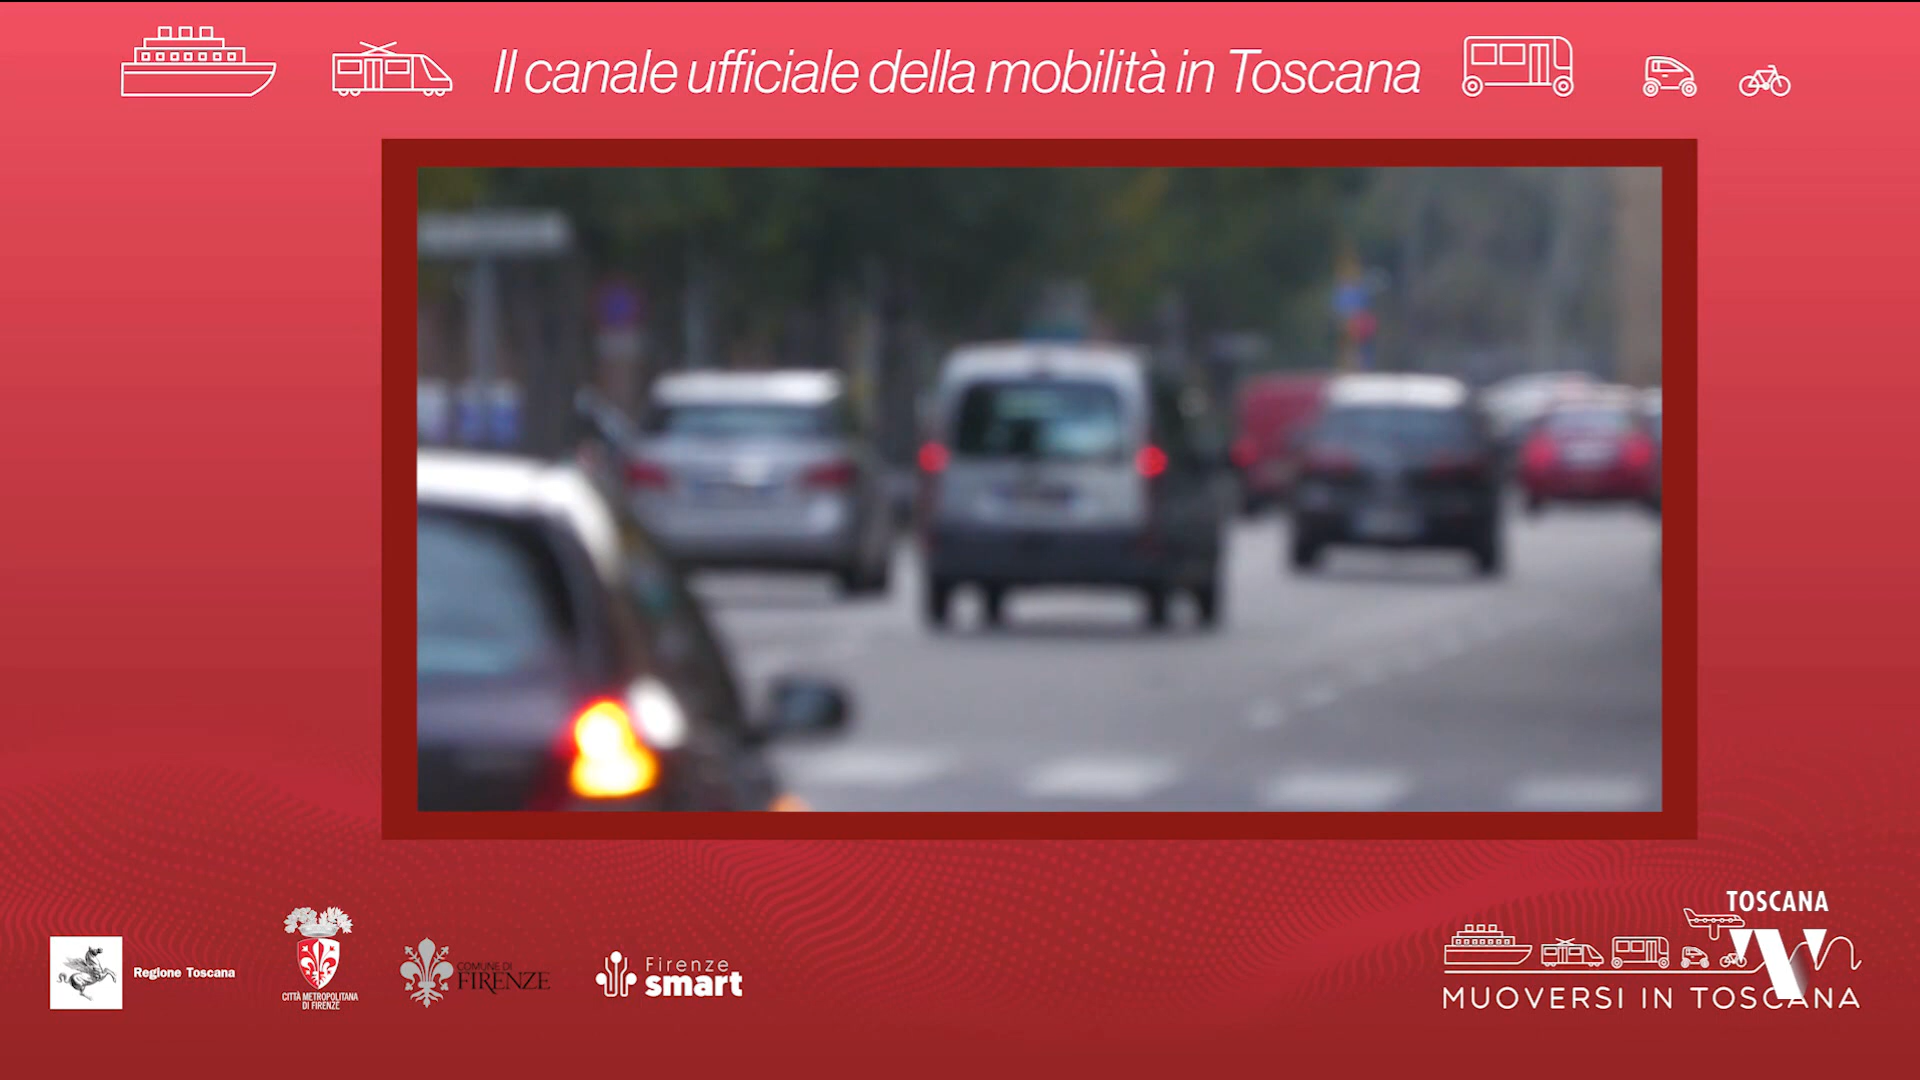 Il canale ufficiale della mobilità in Toscana
Regione Toscana
CITTÀ METROPOLITANA
DI FIRENZE
COMUNE DI
FIRENZE
Firenze
smart
TOSCANA
MUOVERSI IN TOSCANA